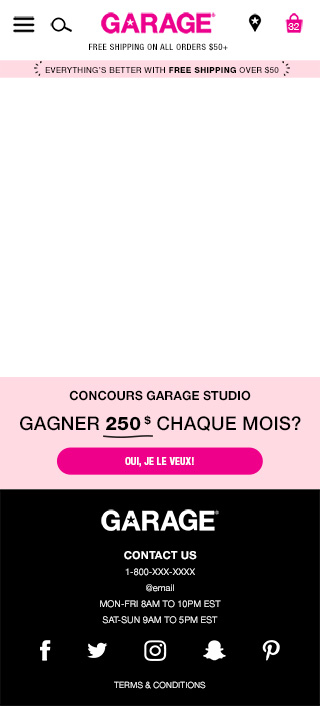 GARAGE
32
FREE SHIPPING ON ALL ORDERS $50+
EVERYTHING'S BETTER WITH FREE SHIPPING OVER $50
CONCOURS GARAGE STUDIO
GAGNER 250 $ CHAQUE MOIS?
OUI, JE LE VEUX!
GARAGE
CONTACT US
1-800-XXX-XXXX
@email
MON-FRI 8AM TO 10PM EST
SAT-SUN 9AM TO 5PM EST
TERMS & CONDITIONS